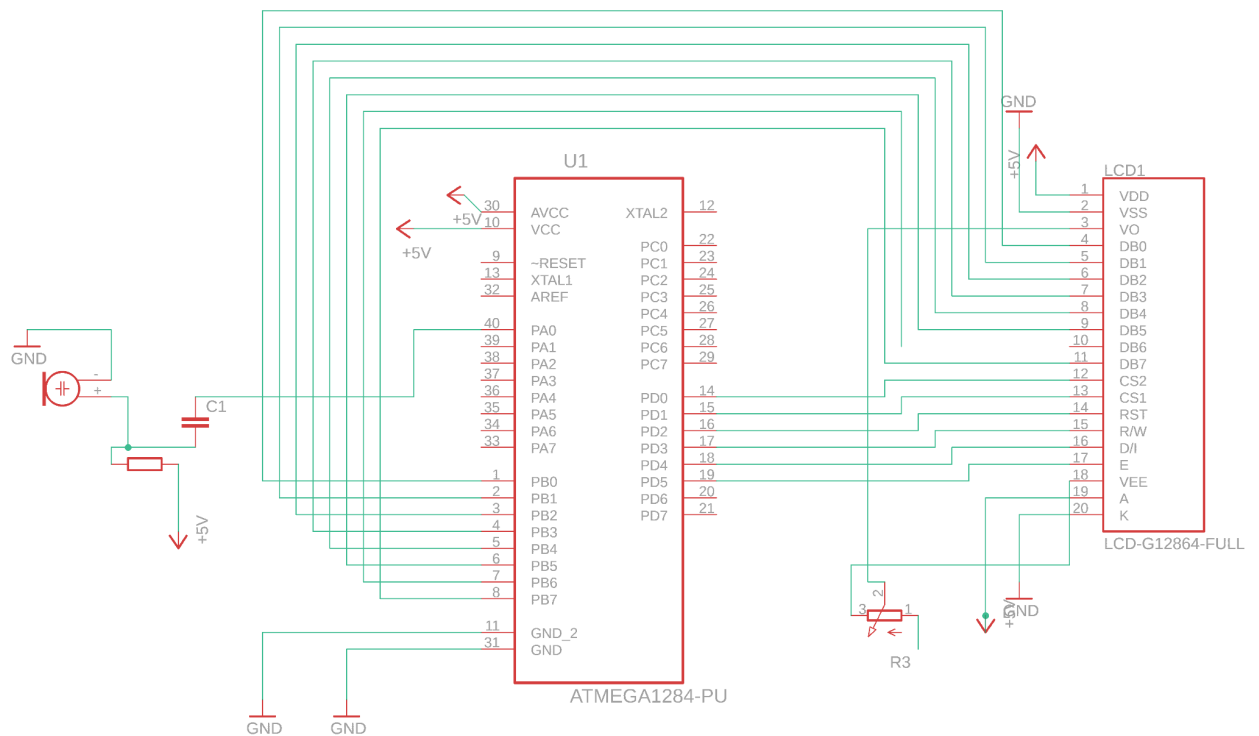 GND
+5V
U1
LCD1
30 AVCC
10 VCC
+5V
+5V
9 ~RESET
13 XTAL1
32 AREF
40 PA0
39 PA1
38 PA2
37 PA3
36 PA4
35 PA5
34 PA6
33 PA7
1 PB0
2 PB1
3 PB2
4 PB3
5 PB4
6 PB5
7 PB6
8 PB7
11 GND_2
31 GND
XTAL2 12
PC0 22
PC1 23
PC2 24
PC3 25
PC4 26
PC5 27
PC6 28
PC7 29
PD0 14
PD1 15
PD2 16
PD3 17
PD4 18
PD5 19
PD6 20
PD7 21
ATMEGA1284-PU
1 VDD
2 VSS
3 VO
4 DB0
5 DB1
6 DB2
7 DB3
8 DB4
9 DB5
10 DB6
11 DB7
12 CS2
13 CS1
14 RST
15 R/W
16 D/I
17 E
18 VEE
19 A
20 K
LCD-G12864-FULL
GND
-
+
C1
+5V
GND
GND
3
2
1
R3
+5V
GND